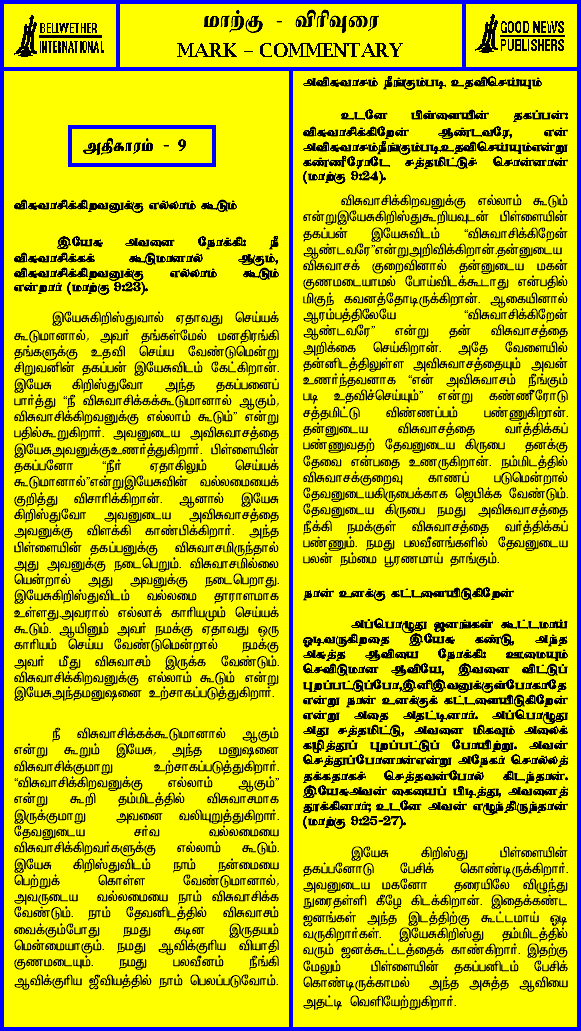 BELWETHER
INTERNATIONAL
மாற்கு - விரிவுரை
MARK – COMMENTARY
GOOD NEWS
PUBLISHERS
அதிகாரம் - 9
விசுவாசிக்கிறவனுக்கு எல்லாம் கூடும்
இயேசு அவனை நோக்கி: நீ
விசுவாசிக்கக் கூடுமானால் ஆகும்,
விசுவாசிக்கிறவனுக்கு எல்லாம் கூடும்
என்றார் (மாற்கு 9:23).
இயேசுகிறிஸ்துவால் ஏதாவது செய்யக்
கூடுமானால், அவர் தங்கள்மேல் மனதிரங்கி
தங்களுக்கு உதவி செய்ய வேண்டுமென்று
சிறுவனின் தகப்பன் இயேசுவிடம் கேட்கிறான்.
இயேசு கிறிஸ்துவோ அந்த தகப்பனைப்
பார்த்து “நீ விசுவாசிக்கக்கூடுமானால் ஆகும்,
விசுவாசிக்கிறவனுக்கு எல்லாம் கூடும்” என்று
பதில்கூறுகிறார். அவனுடைய அவிசுவாசத்தை
இயேசுஅவனுக்குஉணர்த்துகிறார். பிள்ளையின்
தகப்பனோ “நீர் ஏதாகிலும் செய்யக்
கூடுமானால்”என்றுஇயேசுவின் வல்லமையைக்
குறித்து விசாரிக்கிறான். ஆனால் இயேசு
கிறிஸ்துவோ அவனுடைய அவிசுவாசத்தை
அவனுக்கு விளக்கி காண்பிக்கிறார். அந்த
பிள்ளையின் தகப்பனுக்கு விசுவாசமிருந்தால்
அது அவனுக்கு நடைபெறும். விசுவாசமில்லை
யென்றால் அது அவனுக்கு நடைபெறாது.
இயேசுகிறிஸ்துவிடம் வல்லமை தாராளமாக
உள்ளது.அவரால் எல்லாக் காரியமும் செய்யக்
கூடும். ஆயினும் அவர் நமக்கு ஏதாவது ஒரு
காரியம் செய்ய வேண்டுமென்றால் நமக்கு
அவர் மீது விசுவாசம் இருக்க வேண்டும்.
விசுவாசிக்கிறவனுக்கு எல்லாம் கூடும் என்று
இயேசுஅந்தமனுஷனை உற்சாகப்படுத்துகிறார்.
நீ விசுவாசிக்கக்கூடுமானால் ஆகும்
என்று கூறும் இயேசு, அந்த மனுஷனை
விசுவாசிக்குமாறு உற்சாகப்படுத்துகிறார்.
“விசுவாசிக்கிறவனுக்கு எல்லாம் ஆகும்”
என்று கூறி தம்மிடத்தில் விசுவாசமாக
இருக்குமாறு அவனை வலியுறுத்துகிறார்.
தேவனுடைய சர்வ வல்லமையை
விசுவாசிக்கிறவர்களுக்கு எல்லாம் கூடும்.
இயேசு கிறிஸ்துவிடம் நாம் நன்மையை
பெற்றுக் கொள்ள வேண்டுமானால்,
அவருடைய வல்லமையை நாம் விசுவாசிக்க
வேண்டும். நாம் தேவனிடத்தில் விசுவாசம்
வைக்கும்போது நமது கடின இருதயம்
மென்மையாகும். நமது ஆவிக்குரிய வியாதி
குணமடையும். நமது பலவீனம் நீங்கி
ஆவிக்குரிய ஜீவியத்தில் நாம் பெலப்படுவோம்.
அவிசுவாசம் நீங்கும்படி உதவிசெய்யும்
உடனே பிள்ளையின் தகப்பன்:
விசுவாசிக்கிறேன் ஆண்டவரே, என்
அவிசுவாசம்நீங்கும்படி.உதவிசெய்யும்என்று
கண்ணீரோடே சத்தமிட்டுச் சொன்னான்
(மாற்கு 9:24).
விசுவாசிக்கிறவனுக்கு எல்லாம் கூடும்
என்றுஇயேசுகிறிஸ்துகூறியவுடன் பிள்ளையின்
தகப்பன் இயேசுவிடம் “விசுவாசிக்கிறேன்
ஆண்டவரே”என்றுஅறிவிக்கிறான்.தன்னுடைய
விசுவாசக் குறைவினால் தன்னுடைய மகன்
குணமடையாமல் போய்விடக்கூடாது என்பதில்
மிகுந் கவனத்தோடிருக்கிறான். ஆகையினால்
ஆரம்பத்திலேயே “விசுவாசிக்கிறேன்
ஆண்டவரே” என்று தன் விசுவாசத்தை
அறிக்கை செய்கிறான். அதே வேளையில்
தன்னிடத்திலுள்ள அவிசுவாசத்தையும் அவன்
உணர்ந்தவனாக “என் அவிசுவாசம் நீங்கும்
படி உதவிச்செய்யும்” என்று கண்ணீரோடு
சத்தமிட்டு விண்ணப்பம் பண்ணுகிறான்.
தன்னுடைய விசுவாசத்தை வர்த்திக்கப்
பண்ணுவதற் தேவனுடைய கிருபை தனக்கு
தேவை என்பதை உணருகிறான். நம்மிடத்தில்
விசுவாசக்குறைவு காணப் படுமென்றால்
தேவனுடையகிருபைக்காக ஜெபிக்க வேண்டும்.
தேவனுடைய கிருபை நமது அவிசுவாசத்தை
நீக்கி நமக்குள் விசுவாசத்தை வர்த்திக்கப்
பண்ணும். நமது பலவீனங்களில் தேவனுடைய
பலன் நம்மை பூரணமாய் தாங்கும்.
நான் உனக்கு கட்டளையிடுகிறேன்
அப்பொழுது ஜனங்கள் கூட்டமாய்
ஓடிவருகிறதை இயேசு கண்டு, அந்த
அசுத்த ஆவியை நோக்கி: ஊமையும்
செவிடுமான ஆவியே, இவனை விட்டுப்
புறப்பட்டுப்போ,இனிஇவனுக்குள்போகாதே
என்று நான் உனக்குக் கட்டளையிடுகிறேன்
என்று அதை அதட்டினார். அப்பொழுது
அது சத்தமிட்டு, அவனை மிகவும் அலைக்
கழித்துப் புறப்பட்டுப் போயிற்று. அவன்
செத்துப்போனான்என்று அநேகர் சொல்லத்
தக்கதாகச் செத்தவன்போல் கிடந்தான்.
இயேசுஅவன் கையைப் பிடித்து, அவனைத்
தூக்கினார்; உடனே அவன் எழுந்திருந்தான்
(மாற்கு 9:25-27).
இயேசு கிறிஸ்து பிள்ளையின்
தகப்பனோடு பேசிக் கொண்டிருக்கிறார்.
அவனுடைய மகனோ தரையிலே விழுந்து
நுரைதள்ளி கீழே கிடக்கிறான். இதைக்கண்ட
ஜனங்கள் அந்த இடத்திற்கு கூட்டமாய் ஓடி
வருகிறார்கள். இயேசுகிறிஸ்து தம்மிடத்தில்
வரும் ஜனக்கூட்டத்தைக் காண்கிறார். இதற்கு
மேலும் பிள்ளையின் தகப்பனிடம் பேசிக்
கொண்டிருக்காமல் அந்த அசுத்த ஆவியை
அதட்டி வெளியேற்றுகிறார்.